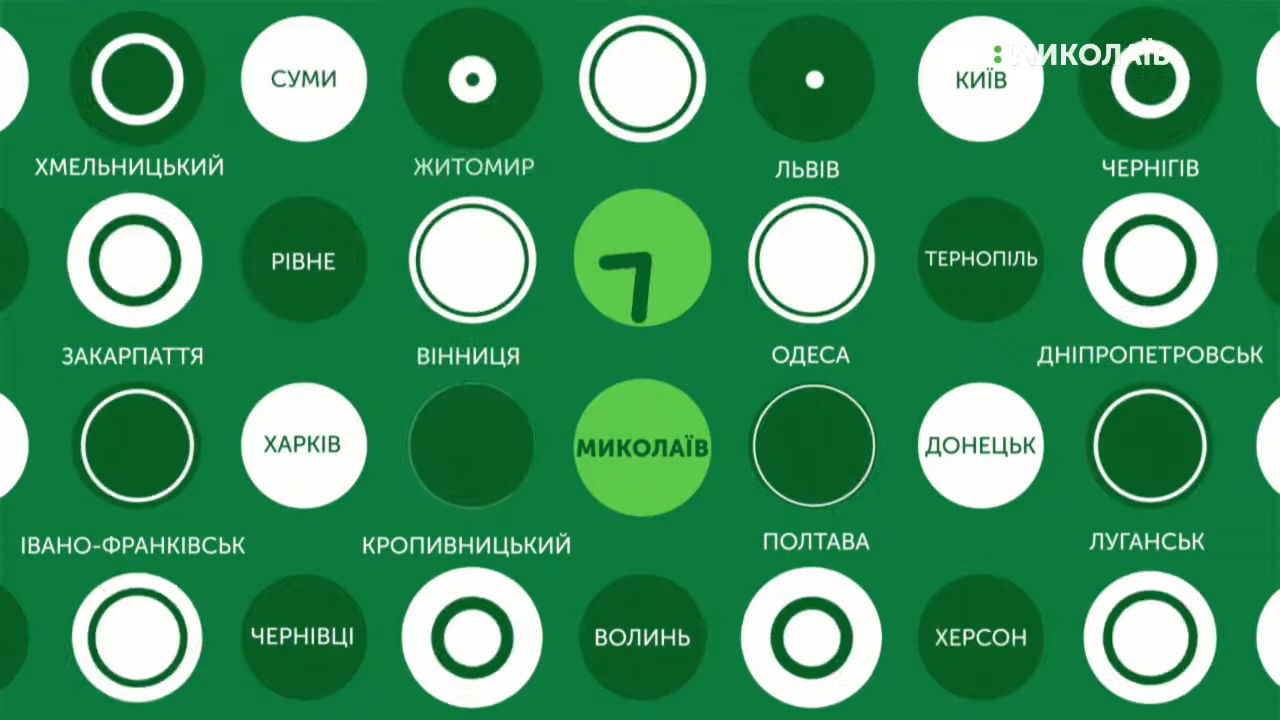 :МИКОЛАЇВ
СУМИ
КИЇВ
ХМЕЛЬНИЦЬКИЙ
ЖИТОМИР
ЛЬВІВ
ЧЕРНІГІВ
РІВНЕ
ТЕРНОПІЛЬ
ЗАКАРПАТТЯ
ВІННИЦЯ
ОДЕСА
ДНІПРОПЕТРОВСЬК
ХАРКІВ
МИКОЛАЇВ
ДОНЕЦЬК
ІВАНО-ФРАНКІВСЬК
КРОПИВНИЦЬКИЙ
ПОЛТАВА
ЛУГАНСЬК
ЧЕРНІВЦІ
ВОЛИНЬ
ХЕРСОН